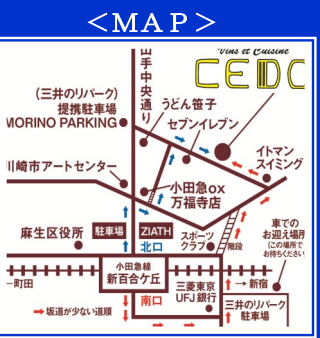 ＜MAP＞
Vins et Cuisine
CEDO
山手中央通り
うどん笹子
セブンイレブン
(三井のリパーク)
提携駐車場
MORINO PARKING
イトマン
スイミング
川崎市アートセンター
小田急ox
万福寺店
麻生区役所
駐車場
ZIATH
北口
スポーツ
クラブ
階段
車での
お迎え場所
(この場所で
お待ちください)
小田急線
新百合ケ丘
←町田
→新宿
南口
三菱東京
UFJ銀行
三井のリパーク
駐車場
→坂道が少ない道順